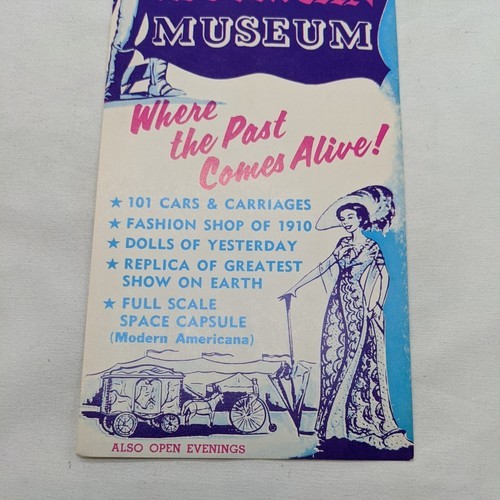 MUSEUM
Where
the Past
Comes Alive!
★ 101 CARS & CARRIAGES
★ FASHION SHOP OF 1910
★ DOLLS OF YESTERDAY
★ REPLICA OF GREATEST
SHOW ON EARTH
★ FULL SCALE
SPACE CAPSULE
(Modern Americana)
ALSO OPEN EVENINGS